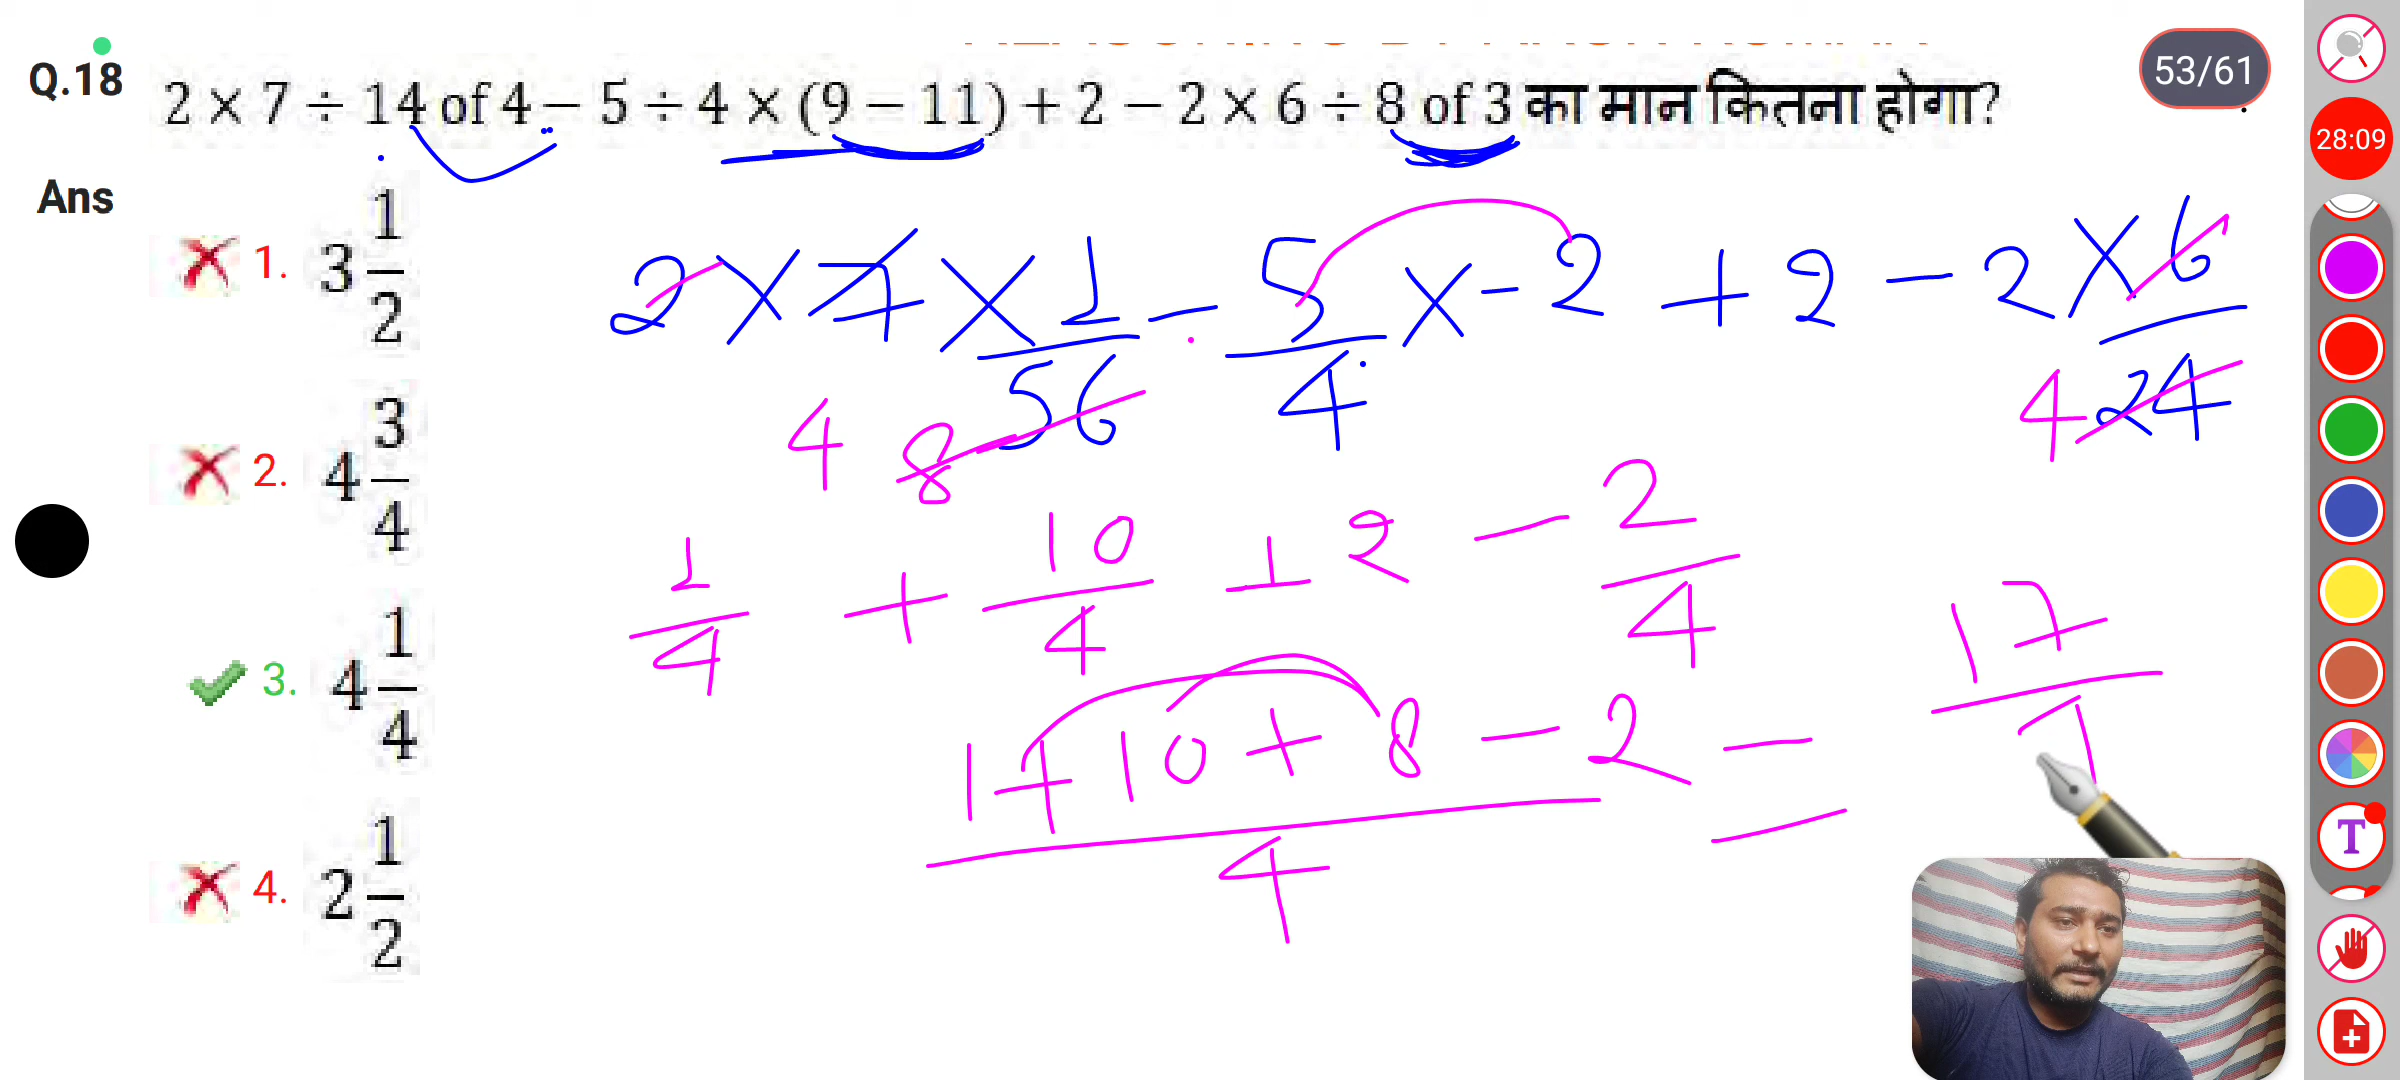 53/61
28:09
Q.18 2 × 7 ÷ 14 of 4 − 5 ÷ 4 × (9 − 11) + 2 − 2 × 6 ÷ 8 of 3 का मान कितना होगा?
Ans
1. 3 1/2
2. 4 3/4
3. 4 1/4
4. 2 1/2
2 × 7 × 1/56 − 5/4 × −2 + 2 − 2 × 6/24
4 8 4
1/4 + 10/4 + 2 − 2/4
1 + 10 + 8 − 2 / 4 = 17/
T